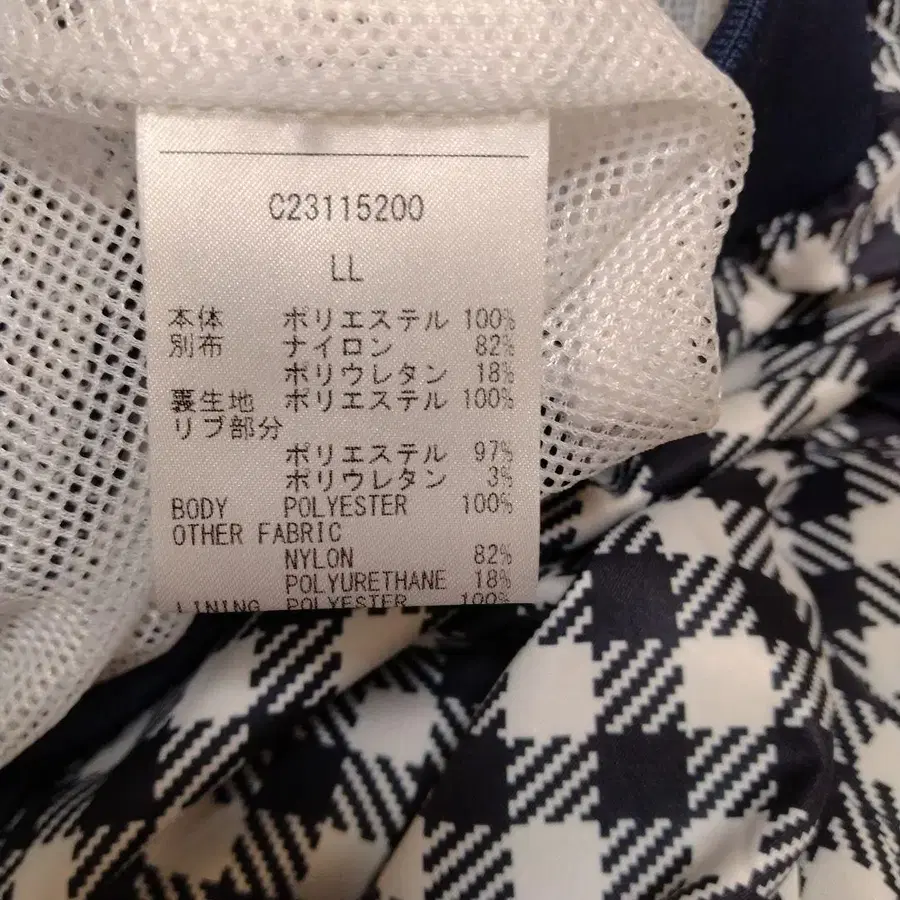 C23115200
LL
本体 ポリエステル 100%
別布 ナイロン 82%
ポリウレタン 18%
裏生地 ポリエステル 100%
リブ部分
ポリエステル 97%
ポリウレタン 3%
BODY POLYESTER 100%
OTHER FABRIC
NYLON 82%
POLYURETHANE 18%
LINING POLYESTER 100%